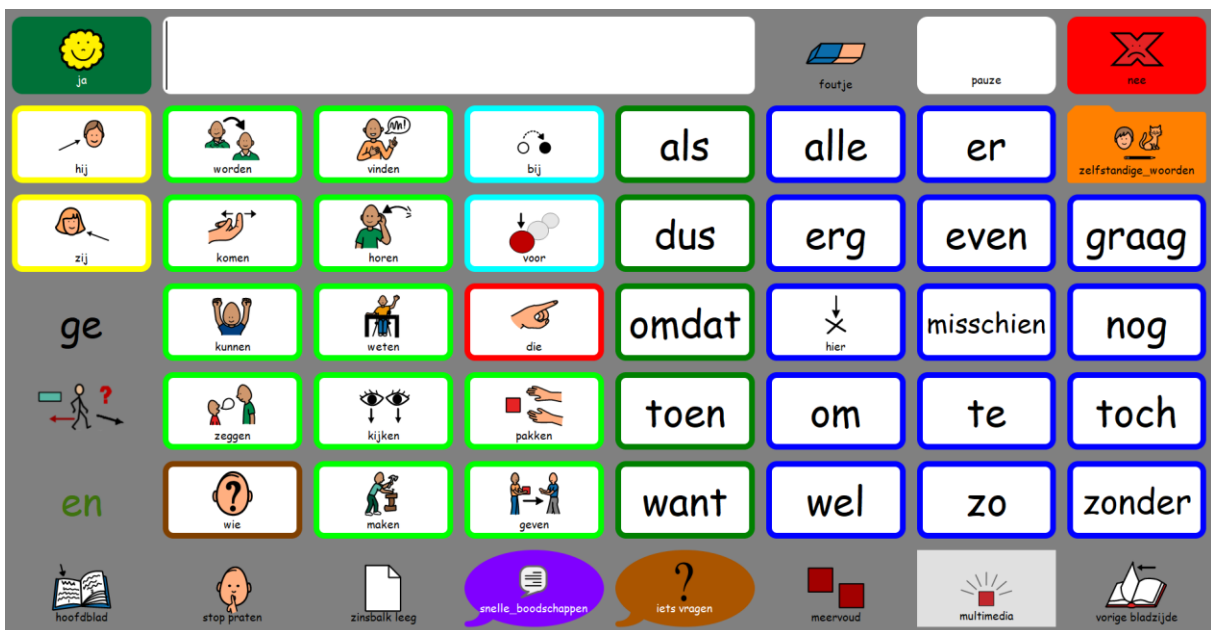 ja foutje pauze nee
hij worden vinden bij als alle er zelfstandige_woorden
zij komen horen voor dus erg even graag
ge kunnen weten die omdat hier misschien nog
? zeggen kijken pakken toen om te toch
en ? wie maken geven want wel zo zonder
hoofdblad stop praten zinsbalk leeg snelle_boodschappen ? iets vragen meervoud multimedia vorige bladzijde